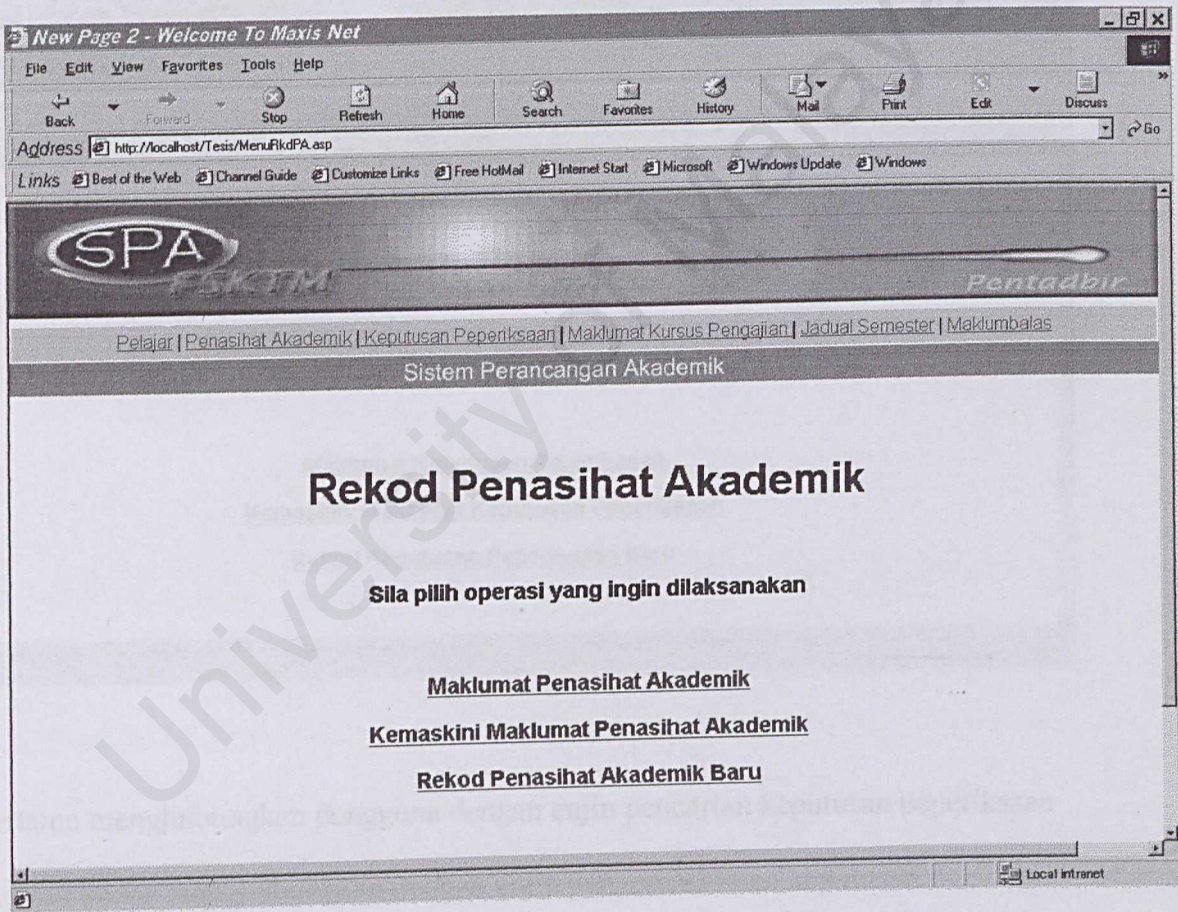 New Page 2 - Welcome To Maxis Net
File Edit View Favorites Tools Help
Back Forward Stop Refresh Home Search Favorites History Mail Print Edit Discuss
Address http://localhost/Tesis/MenuRkdPA.asp Go
Links Best of the Web Channel Guide Customize Links Free HotMail Internet Start Microsoft Windows Update Windows
SPA
FSKTM
Pentadbir
Pelajar | Penasihat Akademik | Keputusan Peperiksaan | Maklumat Kursus Pengajian | Jadual Semester | Maklumbalas
Sistem Perancangan Akademik
Rekod Penasihat Akademik
Sila pilih operasi yang ingin dilaksanakan
Maklumat Penasihat Akademik
Kemaskini Maklumat Penasihat Akademik
Rekod Penasihat Akademik Baru
Local intranet
University of Malaya